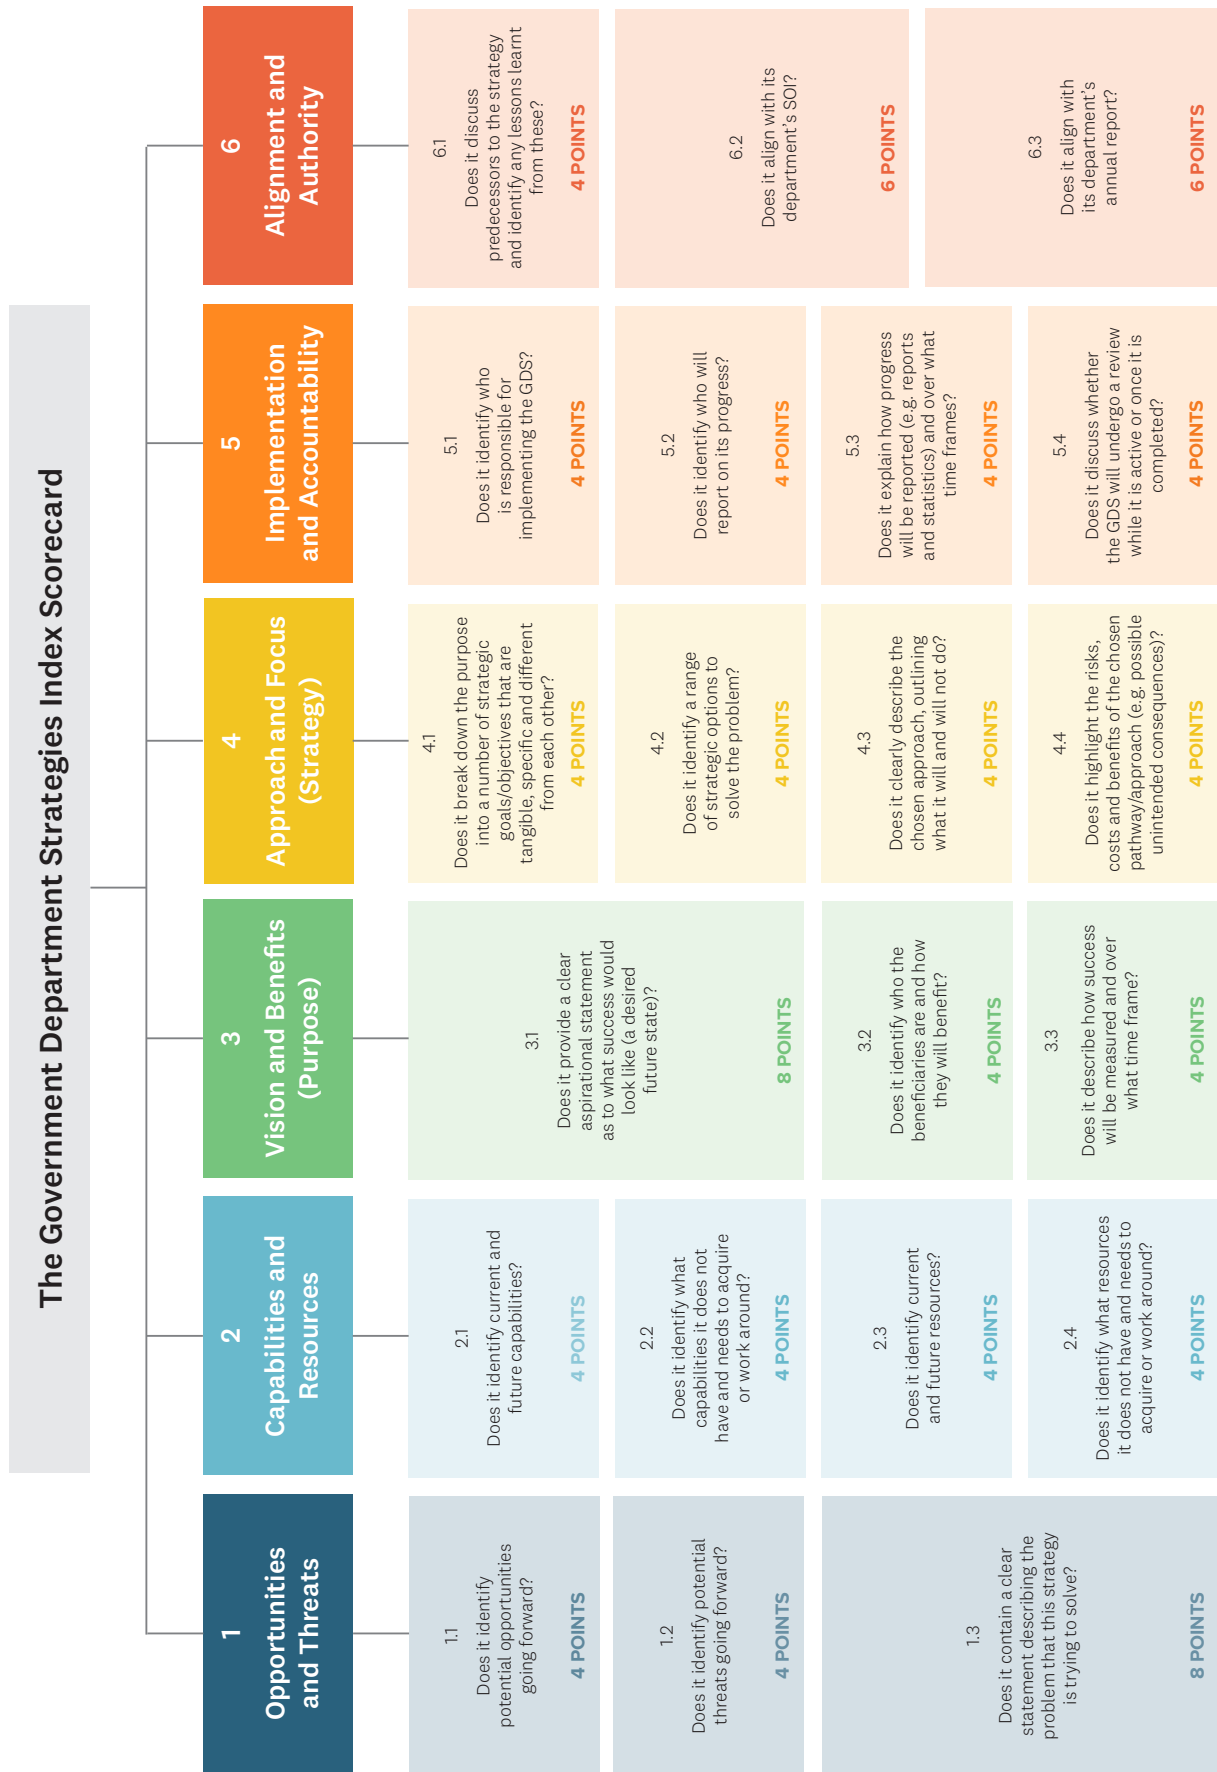 The Government Department Strategies Index Scorecard
1
Opportunities
and Threats
1.1
Does it identify
potential opportunities
going forward?
4 POINTS
1.2
Does it identify potential
threats going forward?
4 POINTS
1.3
Does it contain a clear
statement describing the
problem that this strategy
is trying to solve?
8 POINTS
2
Capabilities and
Resources
2.1
Does it identify current and
future capabilities?
4 POINTS
2.2
Does it identify what
capabilities it does not
have and needs to acquire
or work around?
4 POINTS
2.3
Does it identify current
and future resources?
4 POINTS
2.4
Does it identify what resources
it does not have and needs to
acquire or work around?
4 POINTS
3
Vision and Benefits
(Purpose)
3.1
Does it provide a clear
aspirational statement
as to what success would
look like (a desired
future state)?
8 POINTS
3.2
Does it identify who the
beneficiaries are and how
they will benefit?
4 POINTS
3.3
Does it describe how success
will be measured and over
what time frame?
4 POINTS
4
Approach and Focus
(Strategy)
4.1
Does it break down the purpose
into a number of strategic
goals/objectives that are
tangible, specific and different
from each other?
4 POINTS
4.2
Does it identify a range
of strategic options to
solve the problem?
4 POINTS
4.3
Does it clearly describe the
chosen approach, outlining
what it will and will not do?
4 POINTS
4.4
Does it highlight the risks,
costs and benefits of the chosen
pathway/approach (e.g. possible
unintended consequences)?
4 POINTS
5
Implementation
and Accountability
5.1
Does it identify who
is responsible for
implementing the GDS?
4 POINTS
5.2
Does it identify who will
report on its progress?
4 POINTS
5.3
Does it explain how progress
will be reported (e.g. reports
and statistics) and over what
time frames?
4 POINTS
5.4
Does it discuss whether
the GDS will undergo a review
while it is active or once it is
completed?
4 POINTS
6
Alignment and
Authority
6.1
Does it discuss
predecessors to the strategy
and identify any lessons learnt
from these?
4 POINTS
6.2
Does it align with its
department's SOI?
6 POINTS
6.3
Does it align with
its department's
annual report?
6 POINTS